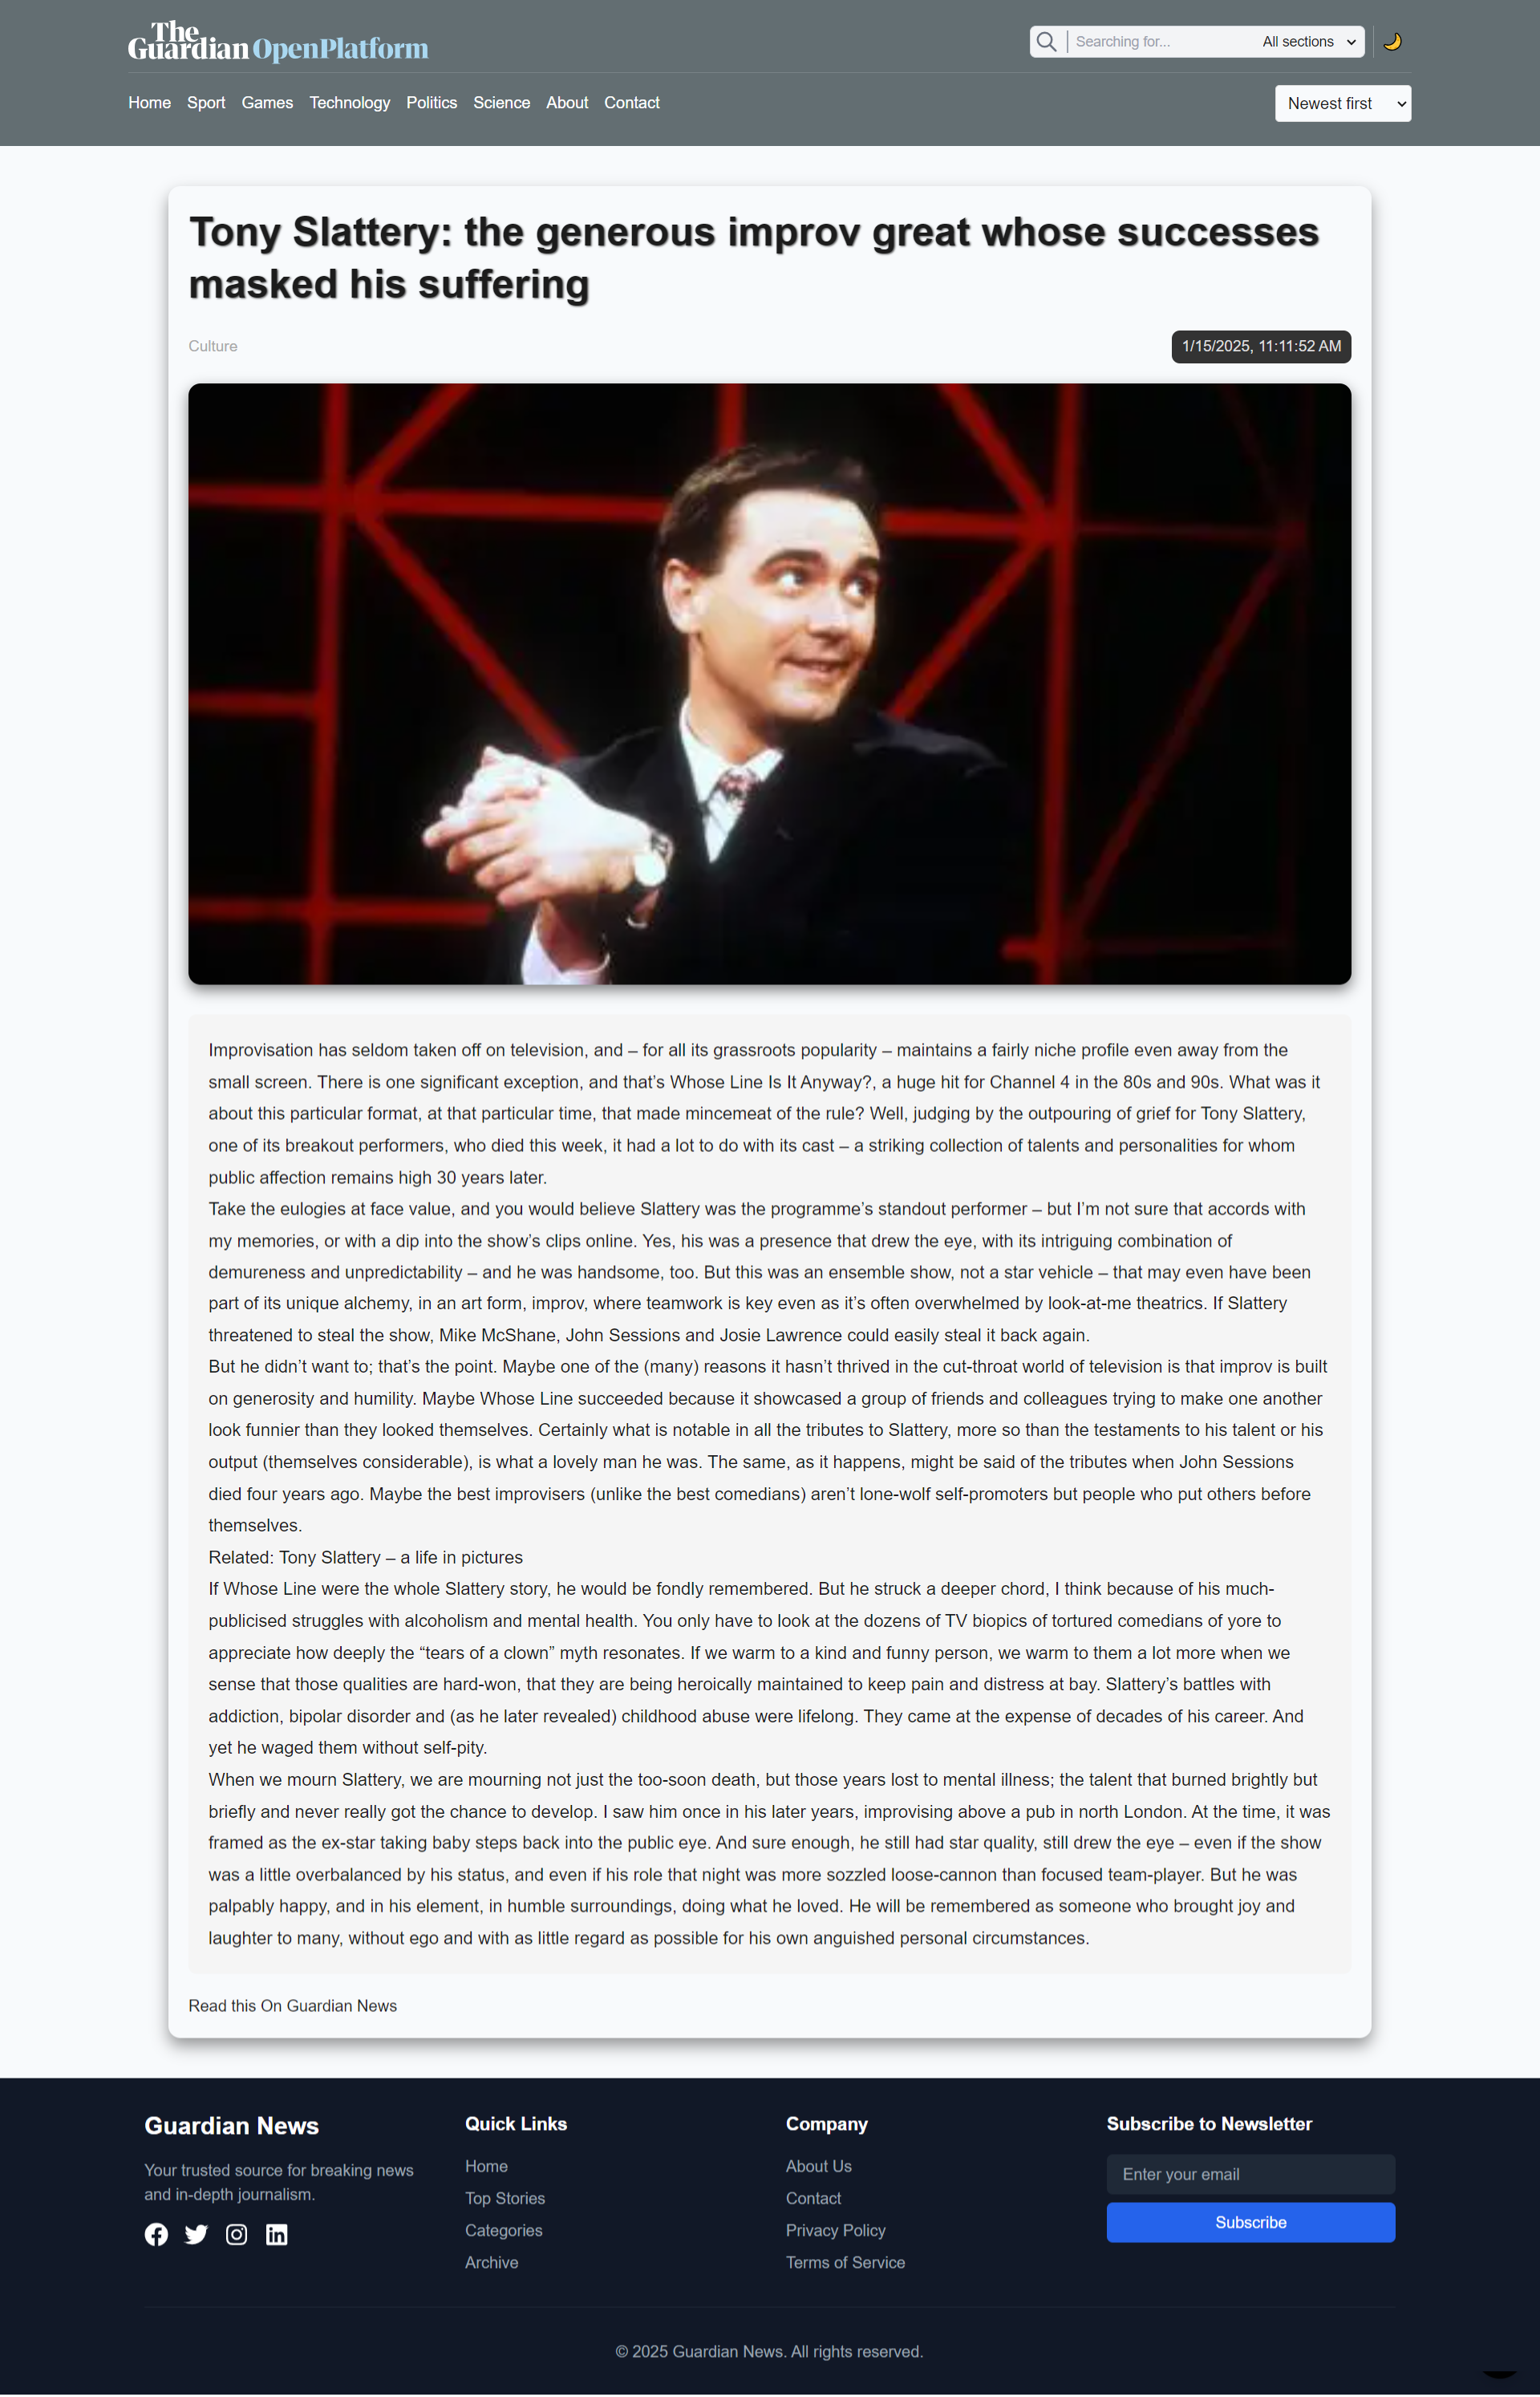 The
Guardian OpenPlatform
Searching for...
All sections
Home Sport Games Technology Politics Science About Contact
Newest first
Tony Slattery: the generous improv great whose successes
masked his suffering
Culture
1/15/2025, 11:11:52 AM
Improvisation has seldom taken off on television, and – for all its grassroots popularity – maintains a fairly niche profile even away from the
small screen. There is one significant exception, and that’s Whose Line Is It Anyway?, a huge hit for Channel 4 in the 80s and 90s. What was it
about this particular format, at that particular time, that made mincemeat of the rule? Well, judging by the outpouring of grief for Tony Slattery,
one of its breakout performers, who died this week, it had a lot to do with its cast – a striking collection of talents and personalities for whom
public affection remains high 30 years later.
Take the eulogies at face value, and you would believe Slattery was the programme’s standout performer – but I’m not sure that accords with
my memories, or with a dip into the show’s clips online. Yes, his was a presence that drew the eye, with its intriguing combination of
demureness and unpredictability – and he was handsome, too. But this was an ensemble show, not a star vehicle – that may even have been
part of its unique alchemy, in an art form, improv, where teamwork is key even as it’s often overwhelmed by look-at-me theatrics. If Slattery
threatened to steal the show, Mike McShane, John Sessions and Josie Lawrence could easily steal it back again.
But he didn’t want to; that’s the point. Maybe one of the (many) reasons it hasn’t thrived in the cut-throat world of television is that improv is built
on generosity and humility. Maybe Whose Line succeeded because it showcased a group of friends and colleagues trying to make one another
look funnier than they looked themselves. Certainly what is notable in all the tributes to Slattery, more so than the testaments to his talent or his
output (themselves considerable), is what a lovely man he was. The same, as it happens, might be said of the tributes when John Sessions
died four years ago. Maybe the best improvisers (unlike the best comedians) aren’t lone-wolf self-promoters but people who put others before
themselves.
Related: Tony Slattery – a life in pictures
If Whose Line were the whole Slattery story, he would be fondly remembered. But he struck a deeper chord, I think because of his much-
publicised struggles with alcoholism and mental health. You only have to look at the dozens of TV biopics of tortured comedians of yore to
appreciate how deeply the “tears of a clown” myth resonates. If we warm to a kind and funny person, we warm to them a lot more when we
sense that those qualities are hard-won, that they are being heroically maintained to keep pain and distress at bay. Slattery’s battles with
addiction, bipolar disorder and (as he later revealed) childhood abuse were lifelong. They came at the expense of decades of his career. And
yet he waged them without self-pity.
When we mourn Slattery, we are mourning not just the too-soon death, but those years lost to mental illness; the talent that burned brightly but
briefly and never really got the chance to develop. I saw him once in his later years, improvising above a pub in north London. At the time, it was
framed as the ex-star taking baby steps back into the public eye. And sure enough, he still had star quality, still drew the eye – even if the show
was a little overbalanced by his status, and even if his role that night was more sozzled loose-cannon than focused team-player. But he was
palpably happy, and in his element, in humble surroundings, doing what he loved. He will be remembered as someone who brought joy and
laughter to many, without ego and with as little regard as possible for his own anguished personal circumstances.
Read this On Guardian News
Guardian News
Your trusted source for breaking news
and in-depth journalism.
Quick Links
Home
Top Stories
Categories
Archive
Company
About Us
Contact
Privacy Policy
Terms of Service
Subscribe to Newsletter
Enter your email
Subscribe
© 2025 Guardian News. All rights reserved.